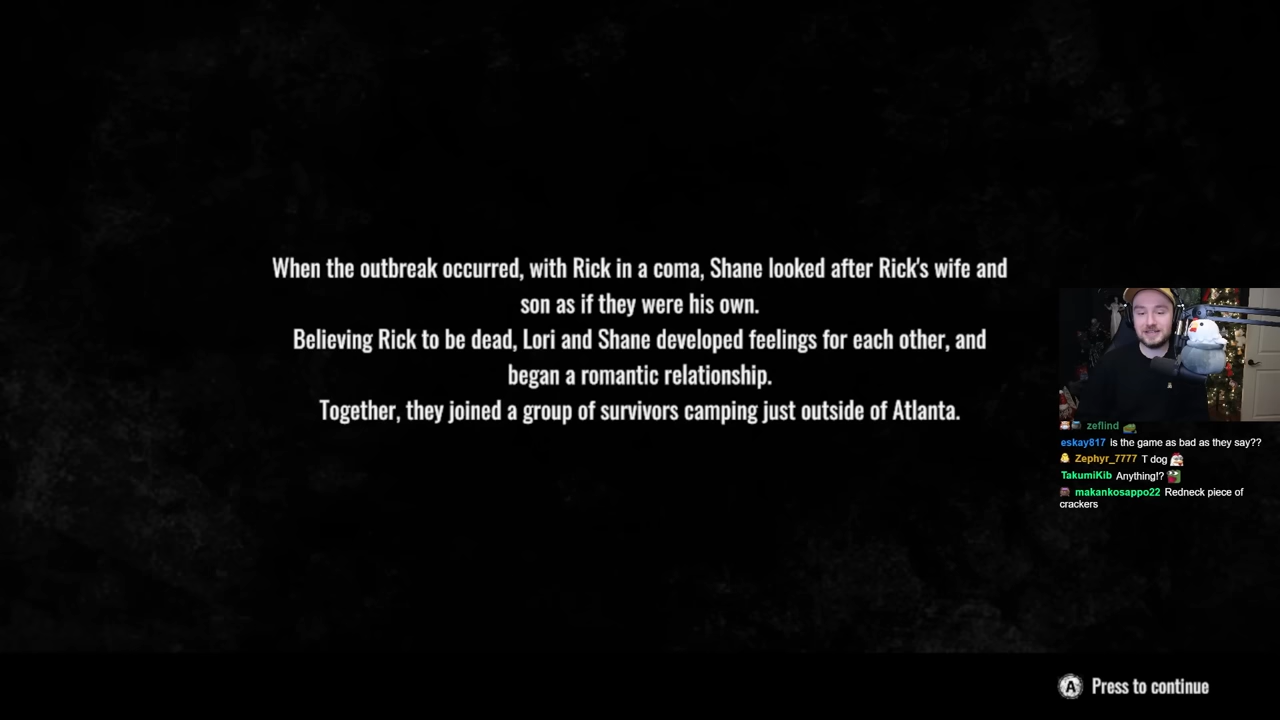 When the outbreak occurred, with Rick in a coma, Shane looked after Rick's wife and
son as if they were his own.
Believing Rick to be dead, Lori and Shane developed feelings for each other, and
began a romantic relationship.
Together, they joined a group of survivors camping just outside of Atlanta.
zeflind
eskay817 is the game as bad as they say??
Zephyr_7777 T dog
TakumiKib Anything!?
makankosappo22 Redneck piece of
crackers
A Press to continue